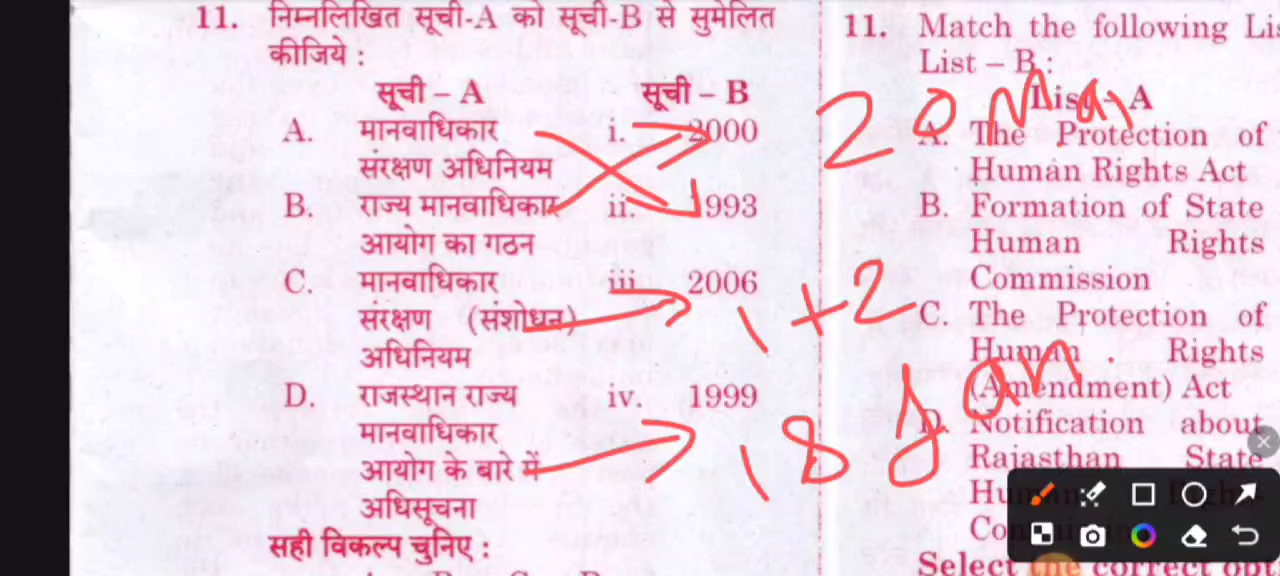 11. निम्नलिखित सूची-A को सूची-B से सुमेलित
कीजिये :
सूची – A सूची – B
A. मानवाधिकार i. 2000
संरक्षण अधिनियम
B. राज्य मानवाधिकार ii. 1993
आयोग का गठन
C. मानवाधिकार iii. 2006
संरक्षण (संशोधन)
अधिनियम
D. राजस्थान राज्य iv. 1999
मानवाधिकार
आयोग के बारे में
अधिसूचना
सही विकल्प चुनिए :
11. Match the following
List – B :
List – A
A. The Protection of
Human Rights Act
B. Formation of State
Human Rights
Commission
C. The Protection of
Human Rights
(Amendment) Act
D. Notification about
Rajasthan State
Select the correct
1+2
18 Jan